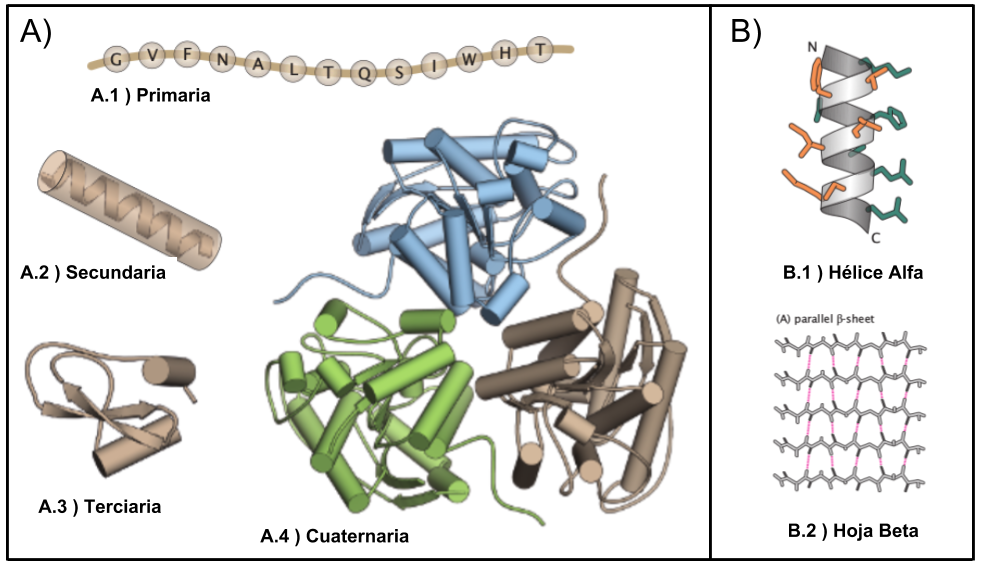 A)
G V F N A L T Q S I W H T
A.1 ) Primaria
A.2 ) Secundaria
A.3 ) Terciaria
A.4 ) Cuaternaria
B)
N
C
B.1 ) Hélice Alfa
(A) parallel β-sheet
B.2 ) Hoja Beta